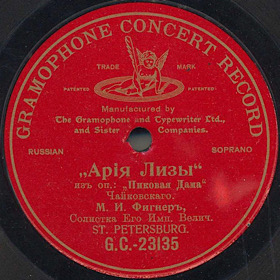 GRAMOPHONE CONCERT RECORD
TRADE MARK
PATENTED PATENTED
Manufactured by
The Gramophone and Typewriter Ltd.,
and Sister Companies.
RUSSIAN SOPRANO
„Арія Лизы“
изъ оп.: „Пиковая Дама“
Чайковскаго.
М. И. Фигнеръ,
Солистка Его Имп. Велич.
ST. PETERSBURG.
G.C.-23135